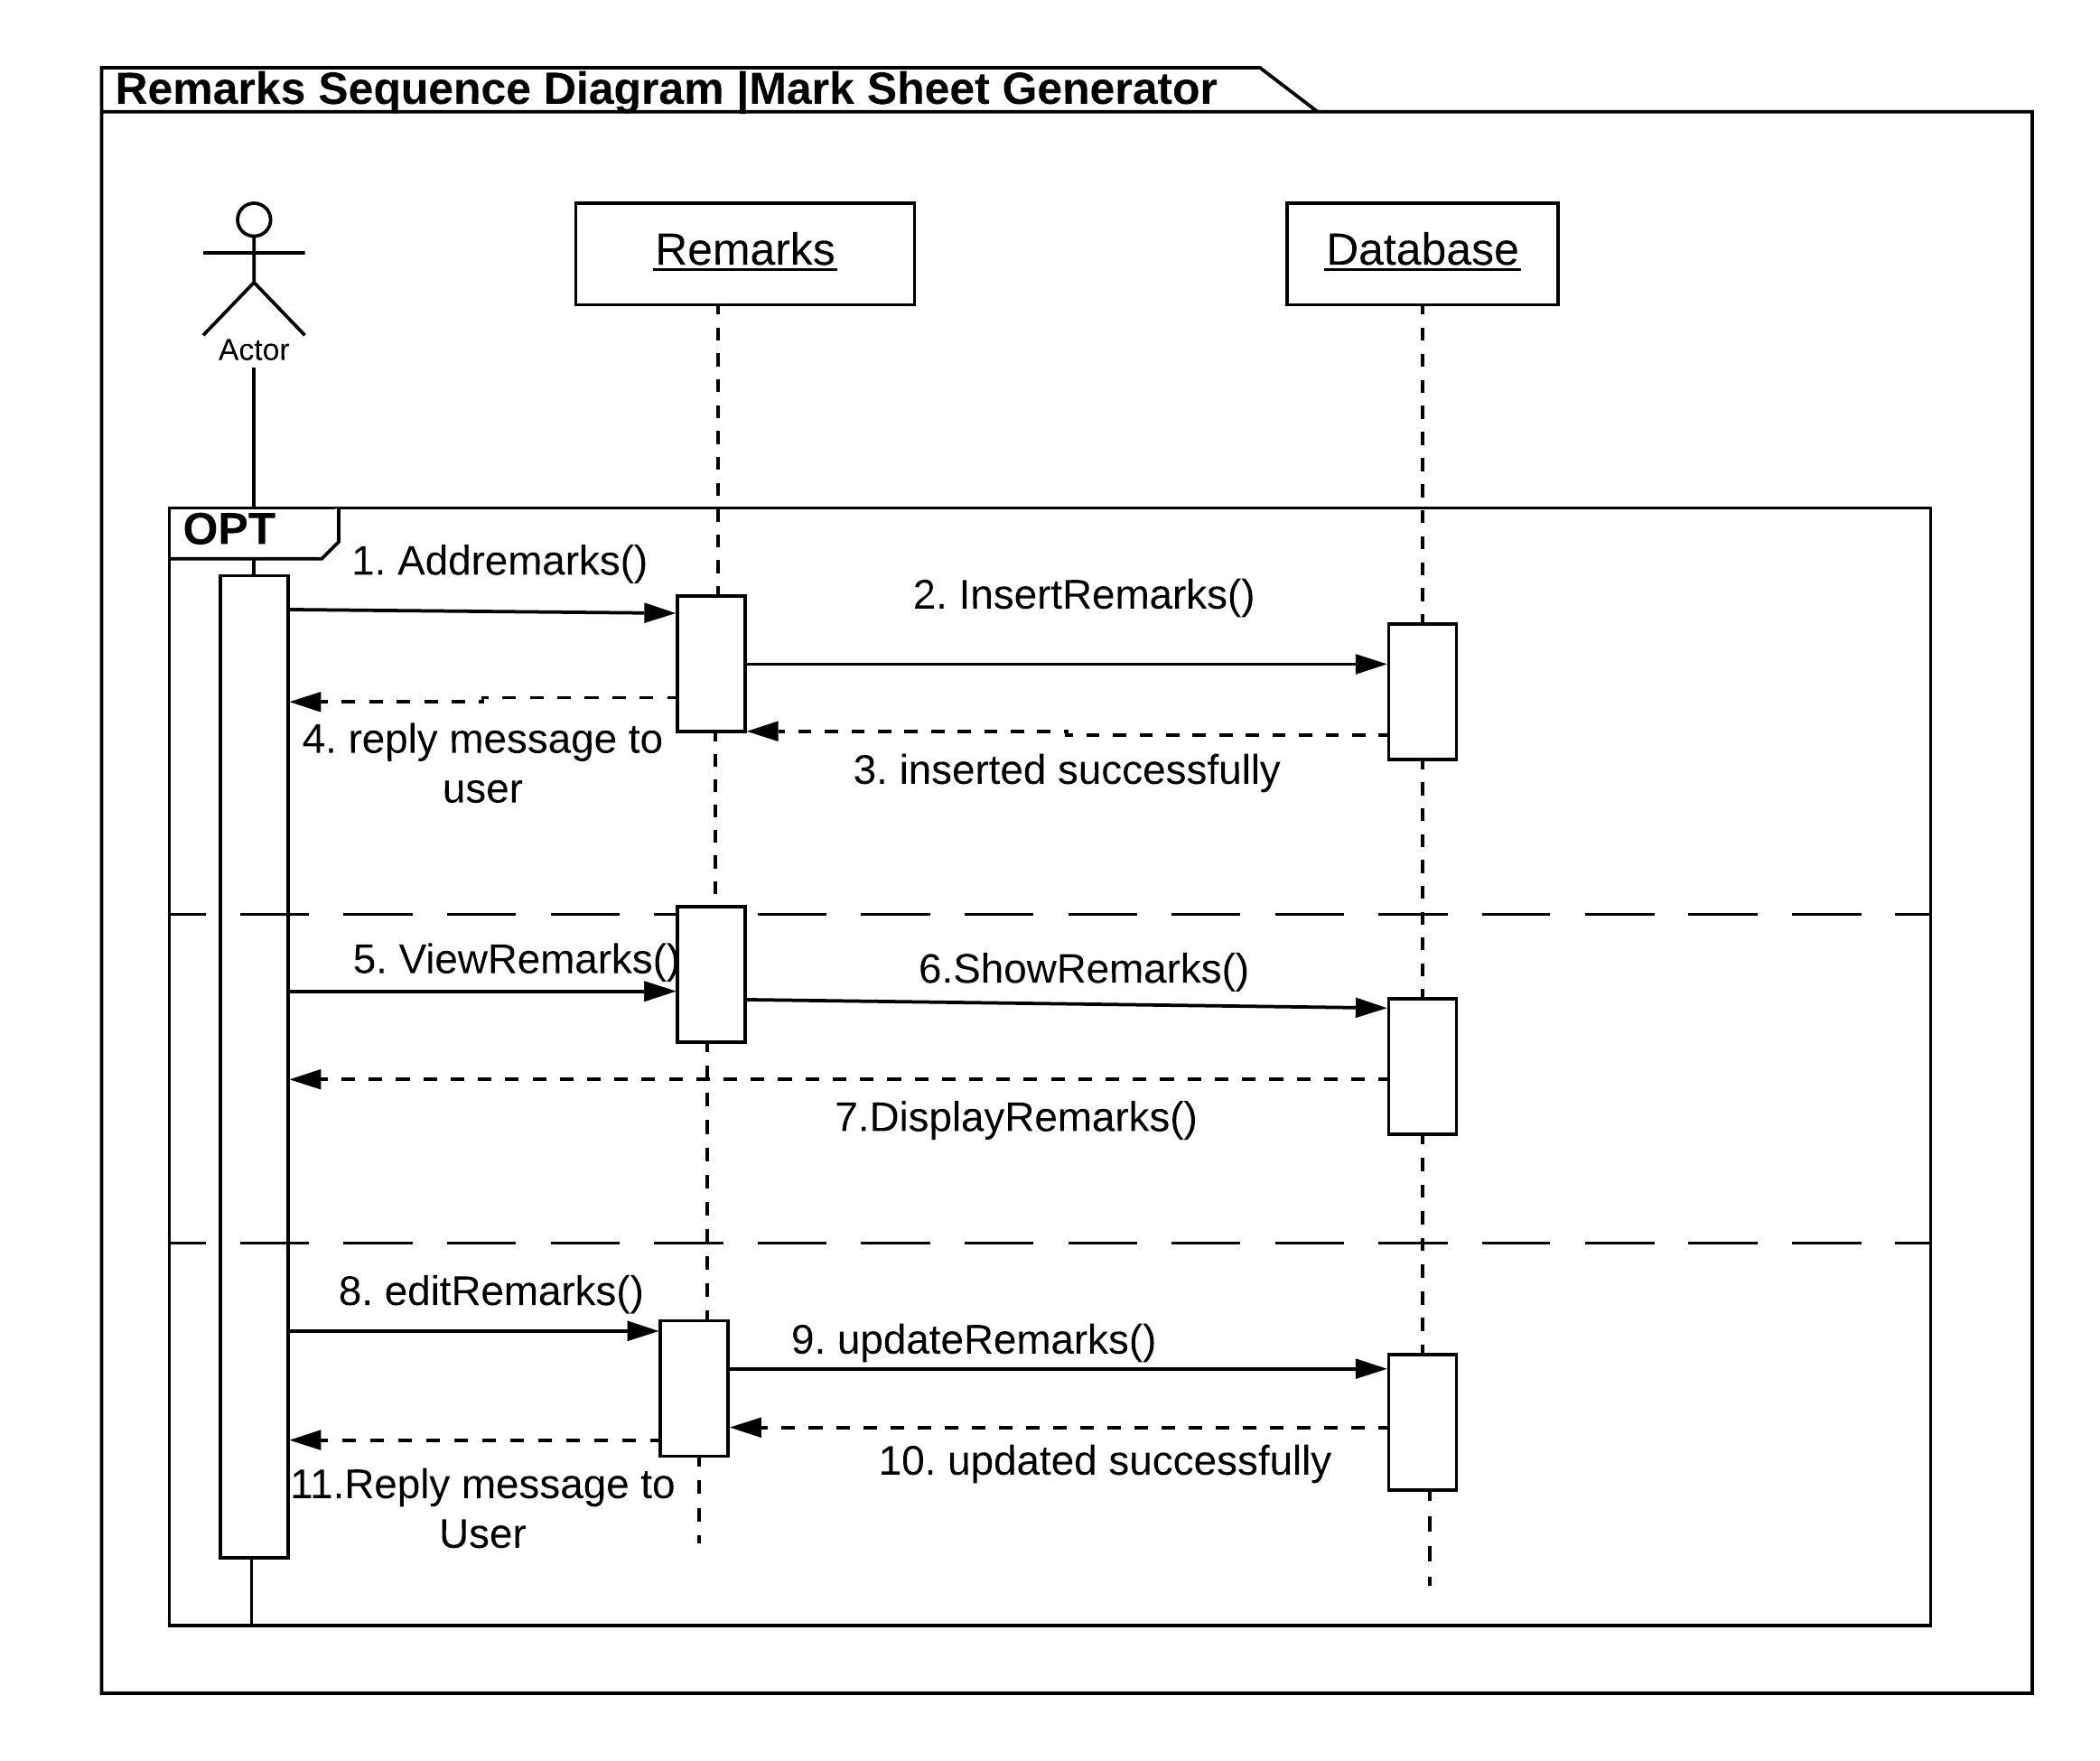 Remarks Sequence Diagram |Mark Sheet Generator
Remarks
Database
Actor
OPT
1. Addremarks()
2. InsertRemarks()
4. reply message to
user
3. inserted successfully
5. ViewRemarks()
6.ShowRemarks()
7.DisplayRemarks()
8. editRemarks()
9. updateRemarks()
10. updated successfully
11.Reply message to
User